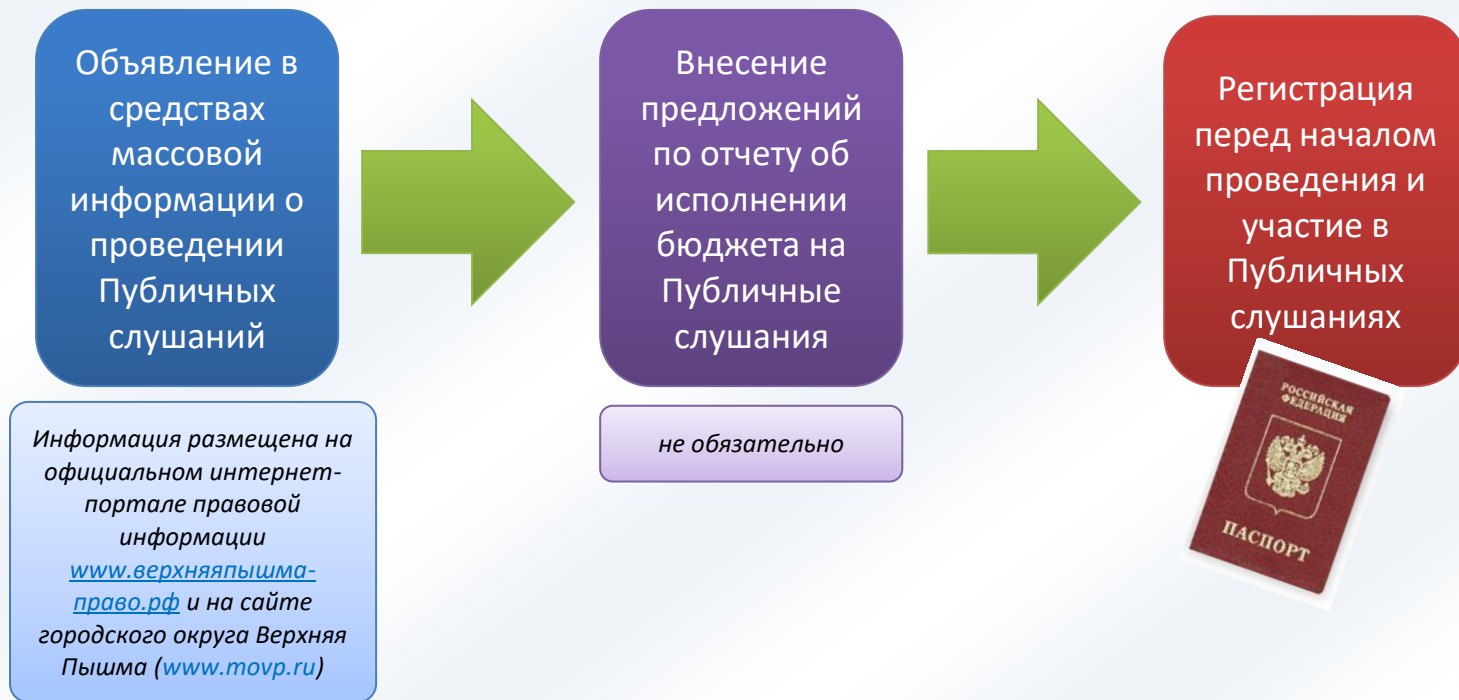 Объявление в
средствах
массовой
информации о
проведении
Публичных
слушаний
Информация размещена на
официальном интернет-
портале правовой
информации
www.верхняяпышма-
право.рф и на сайте
городского округа Верхняя
Пышма (www.movp.ru)
Внесение
предложений
по отчету об
исполнении
бюджета на
Публичные
слушания
не обязательно
Регистрация
перед началом
проведения и
участие в
Публичных
слушаниях
РОССИЙСКАЯ
ФЕДЕРАЦИЯ
ПАСПОРТ